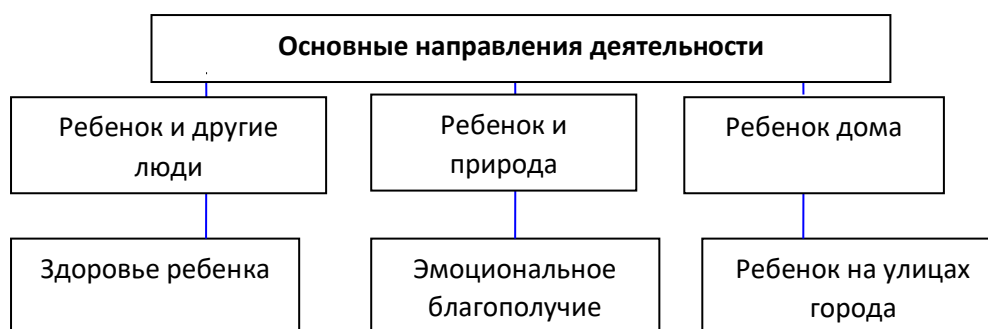 Основные направления деятельности
Ребенок и другие
люди
Ребенок и
природа
Ребенок дома
Здоровье ребенка
Эмоциональное
благополучие
Ребенок на улицах
города